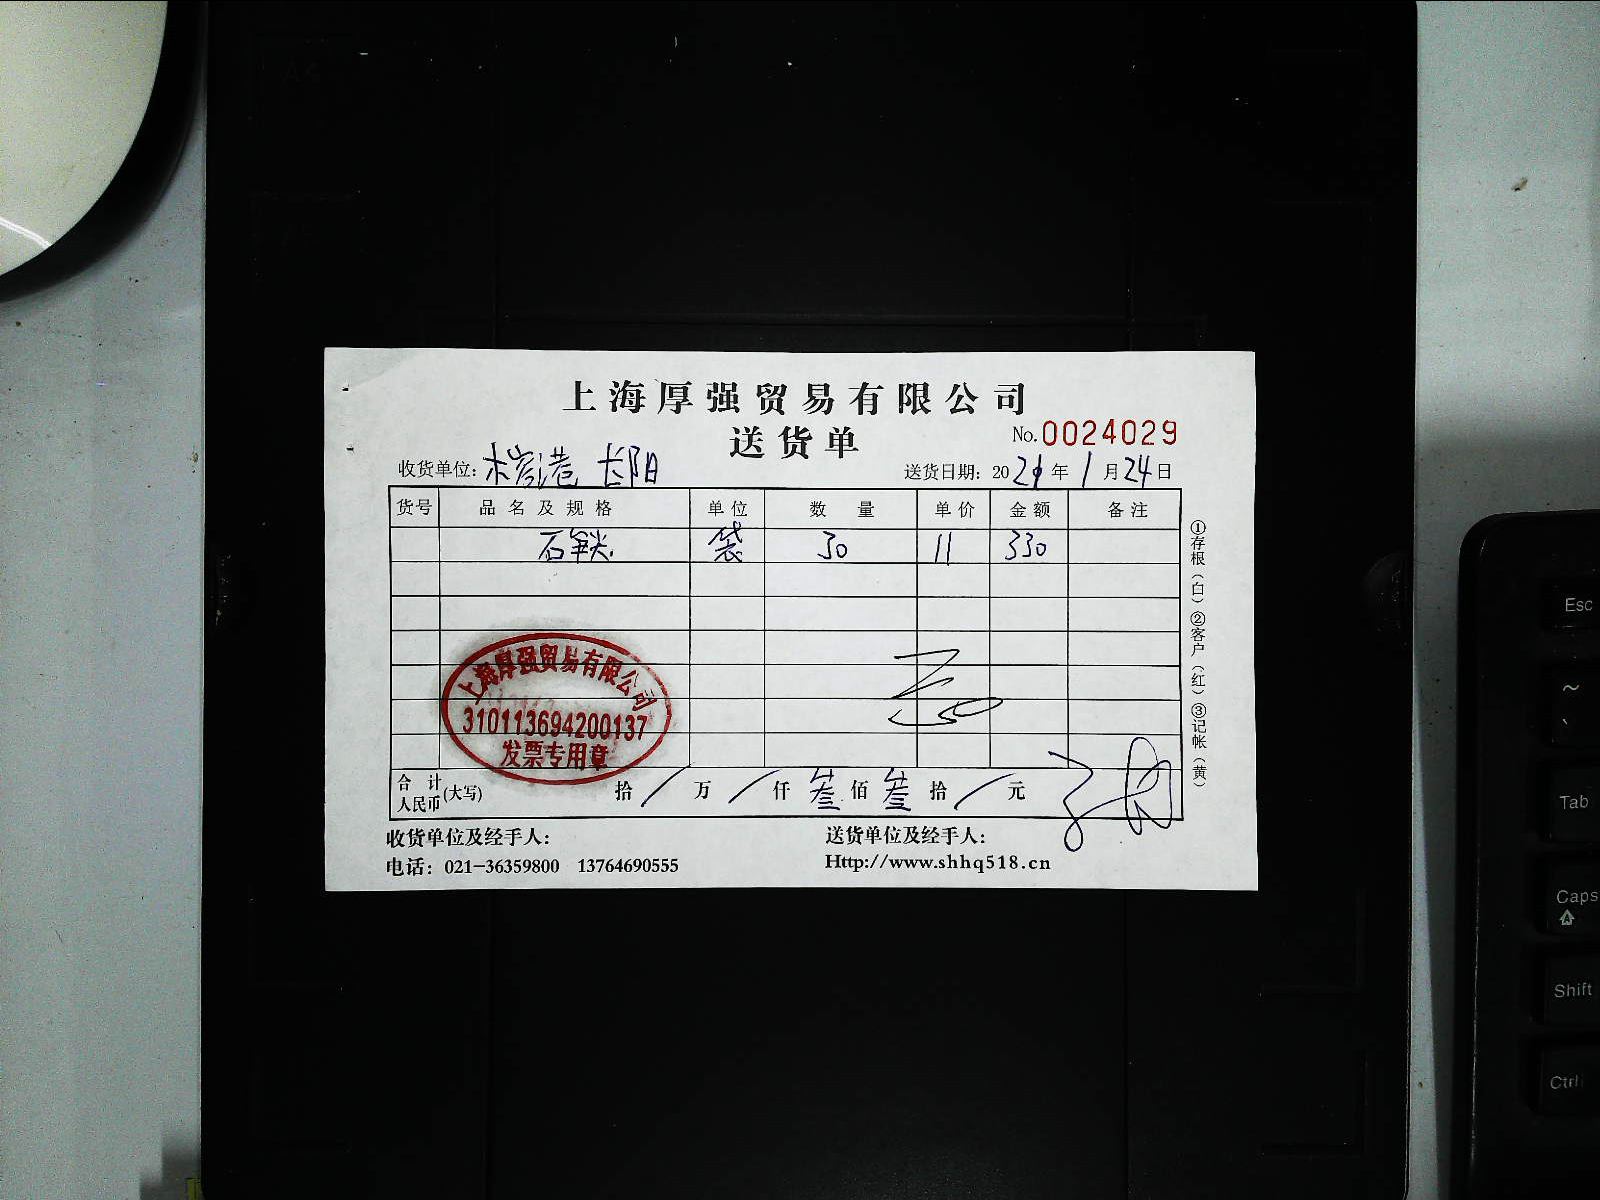 上海厚强贸易有限公司
送货单
No.0024029
收货单位: 长阳
送货日期: 20 年 1 月 24 日
货号 品名及规格 单位 数量 单价 金额 备注
石 袋 30 11 330
上海厚强贸易有限公司
310113694200137
发票专用章
合计人民币(大写) 拾 / 万 / 仟 叁 佰 叁 拾 / 元
收货单位及经手人:
送货单位及经手人:
电话: 021-36359800 13764690555
Http://www.shhq518.cn
①存根(白)②客户(红)③记帐(黄)
Esc
~
`
Tab
Caps
Shift
Ctrl